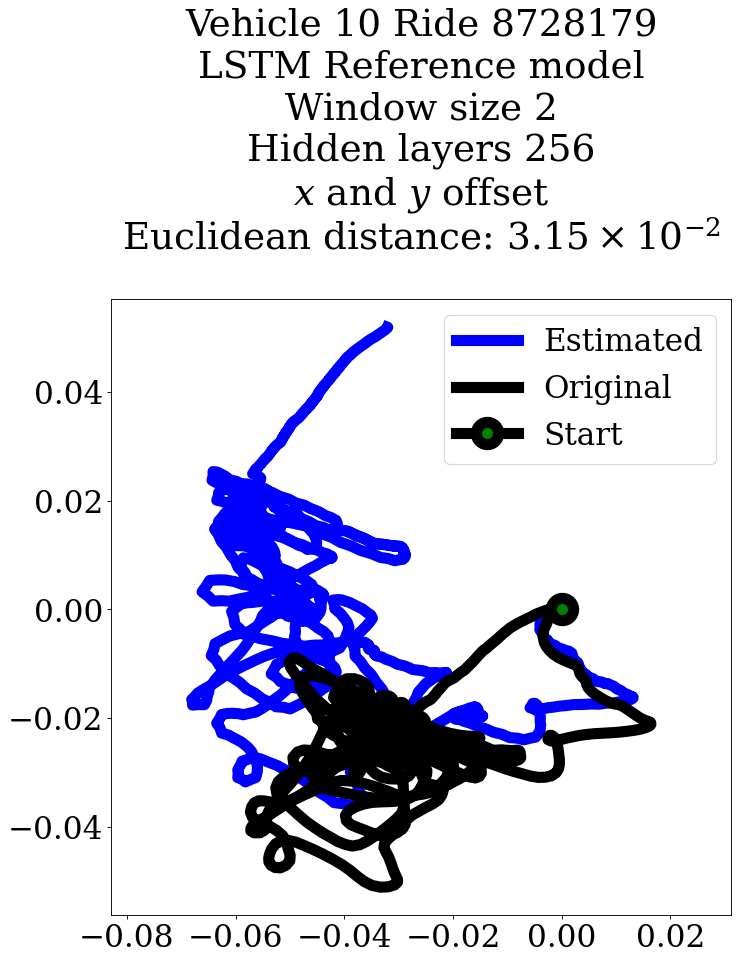 Vehicle 10 Ride 8728179
LSTM Reference model
Window size 2
Hidden layers 256
x and y offset
Euclidean distance: 3.15 × 10⁻²
Estimated
Original
Start
0.04
0.02
0.00
−0.02
−0.04
−0.08 −0.06 −0.04 −0.02 0.00 0.02